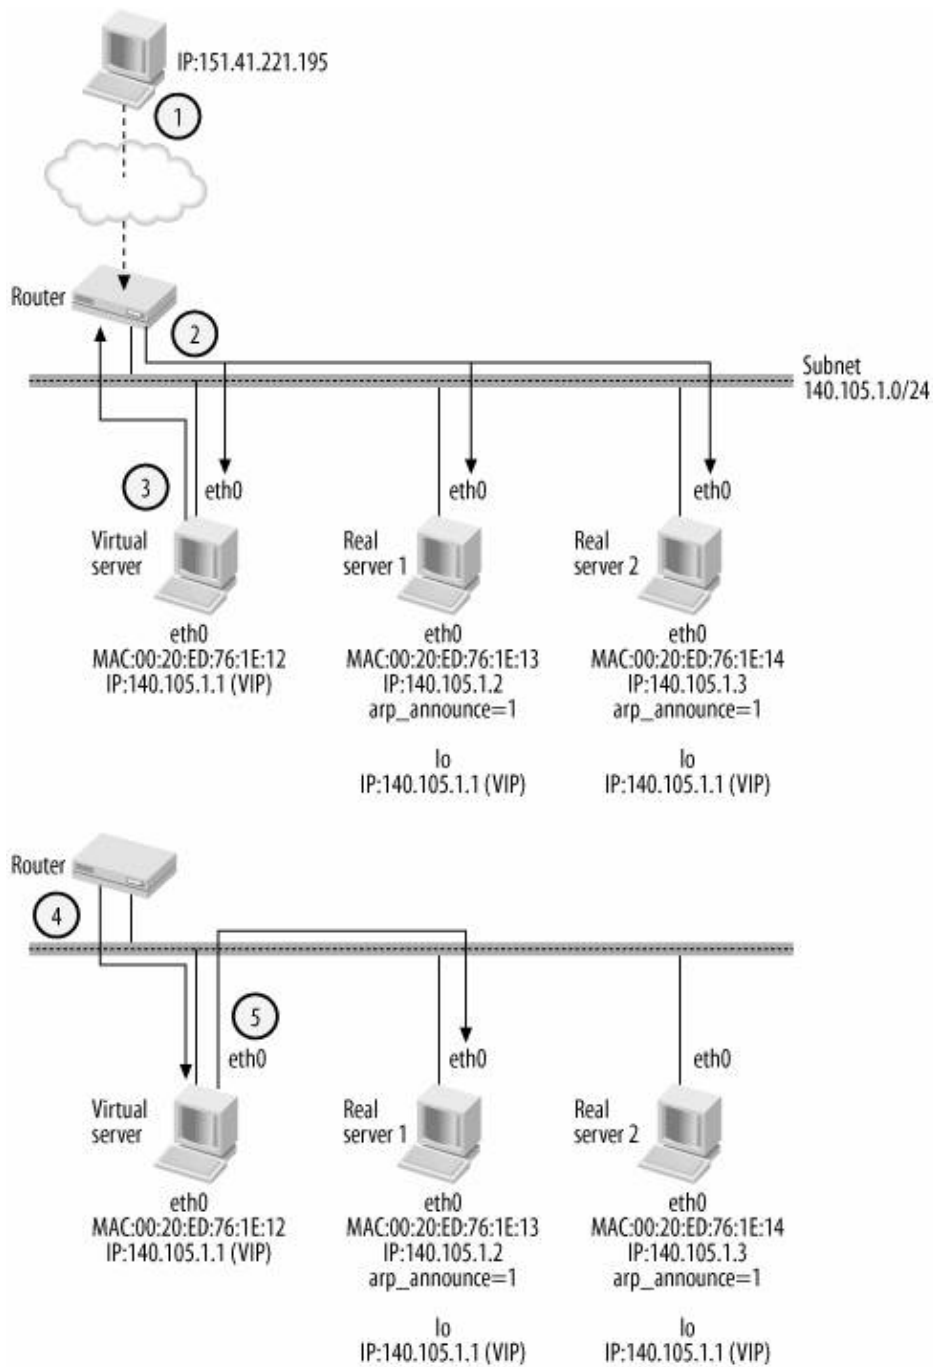 IP:151.41.221.195
1
Router
2
Subnet
140.105.1.0/24
3
eth0
eth0
eth0
Virtual
server
Real
server 1
Real
server 2
eth0
MAC:00:20:ED:76:1E:12
IP:140.105.1.1 (VIP)
eth0
MAC:00:20:ED:76:1E:13
IP:140.105.1.2
arp_announce=1
lo
IP:140.105.1.1 (VIP)
eth0
MAC:00:20:ED:76:1E:14
IP:140.105.1.3
arp_announce=1
lo
IP:140.105.1.1 (VIP)
Router
4
5
eth0
eth0
eth0
Virtual
server
Real
server 1
Real
server 2
eth0
MAC:00:20:ED:76:1E:12
IP:140.105.1.1 (VIP)
eth0
MAC:00:20:ED:76:1E:13
IP:140.105.1.2
arp_announce=1
lo
IP:140.105.1.1 (VIP)
eth0
MAC:00:20:ED:76:1E:14
IP:140.105.1.3
arp_announce=1
lo
IP:140.105.1.1 (VIP)